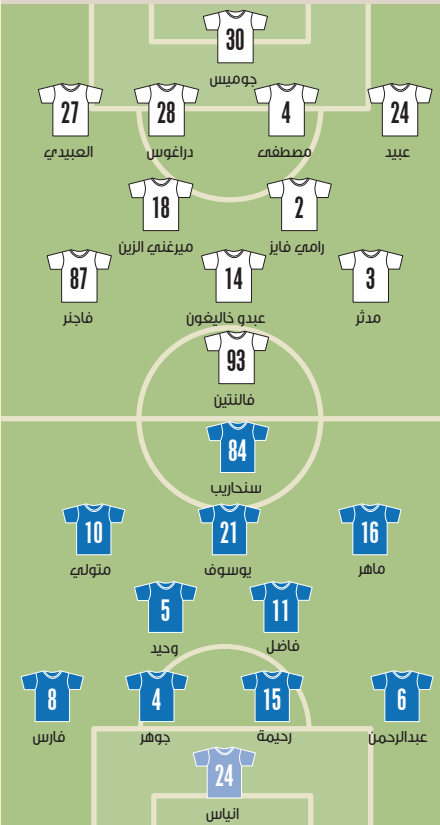 30
جوميس
24
4
28
27
عبيد
مصطفى
دراغوس
العبيدي
2
18
رامي فايز
ميرغني الزين
3
14
87
مدثر
عبدو خاليغون
فاجنر
93
فالنتين
84
سنحاريب
16
21
10
ماهر
يوسوف
متولي
11
5
فاضل
وحيد
6
15
4
8
عبدالرحمن
رحيمة
جوهر
فارس
24
انياس